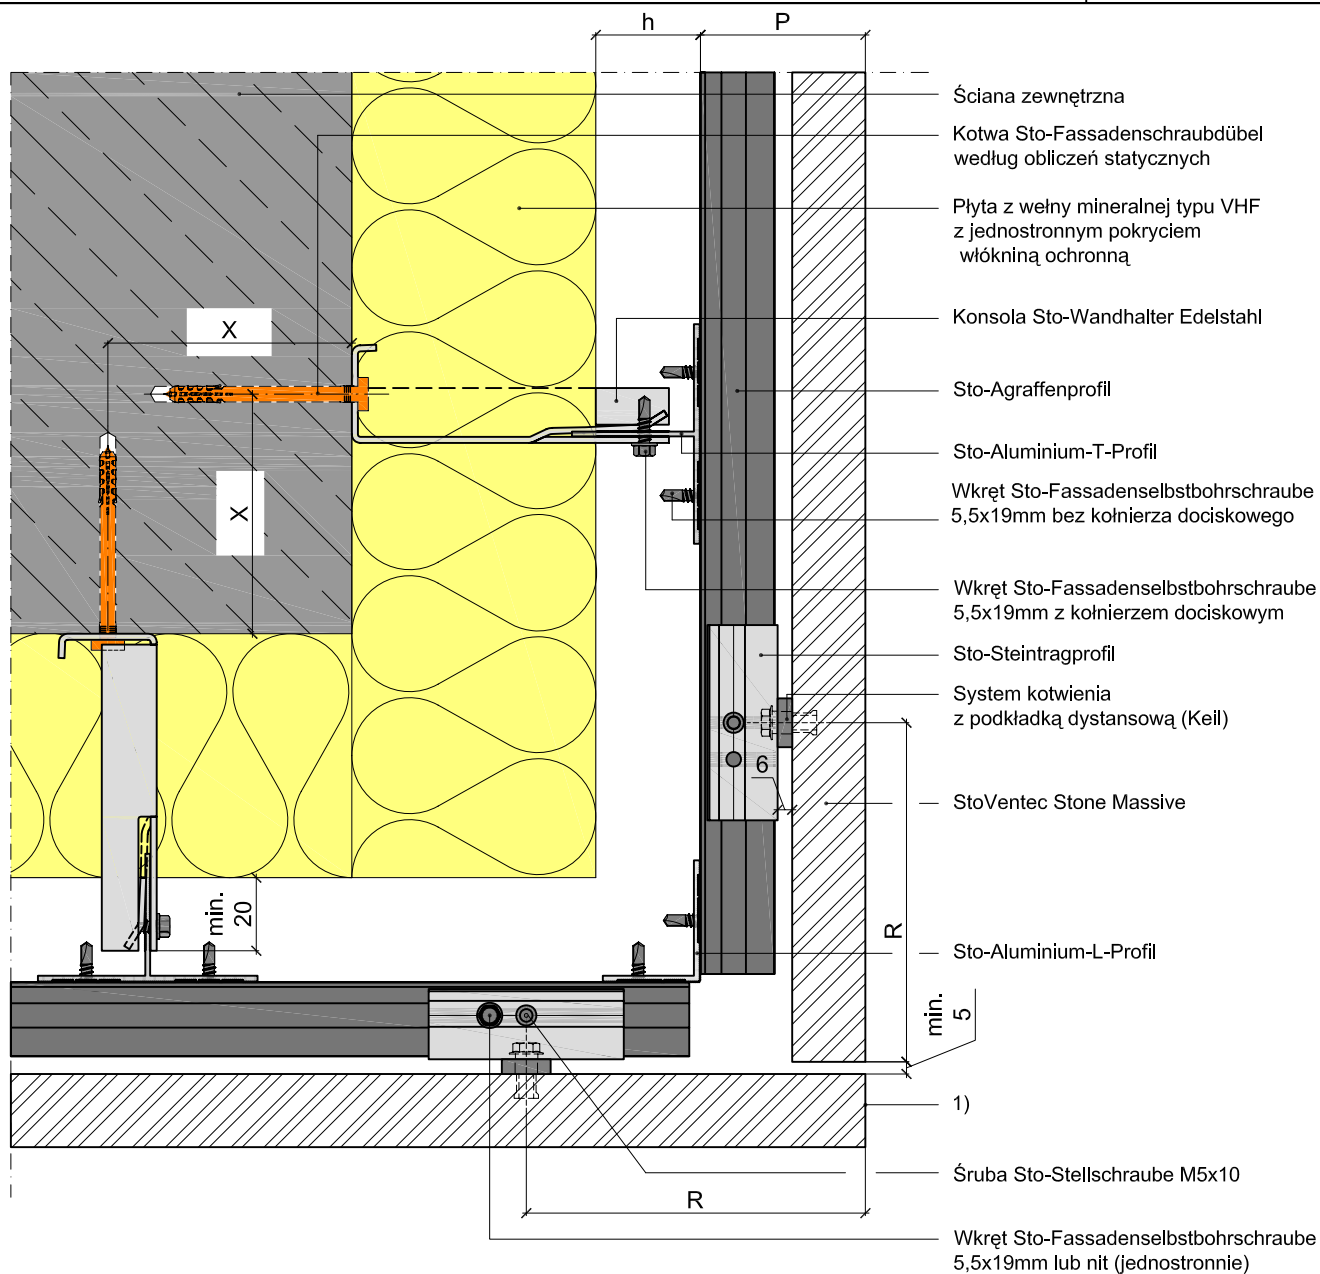 h
P
Ściana zewnętrzna
Kotwa Sto-Fassadenschraubdübel
według obliczeń statycznych
Płyta z wełny mineralnej typu VHF
z jednostronnym pokryciem
włókniną ochronną
X
Konsola Sto-Wandhalter Edelstahl
Sto-Agraffenprofil
Sto-Aluminium-T-Profil
X
Wkręt Sto-Fassadenselbstbohrschraube
5,5x19mm bez kołnierza dociskowego
Wkręt Sto-Fassadenselbstbohrschraube
5,5x19mm z kołnierzem dociskowym
Sto-Steintragprofil
System kotwienia
z podkładką dystansową (Keil)
6
StoVentec Stone Massive
min.
20
R
Sto-Aluminium-L-Profil
min.
5
1)
Śruba Sto-Stellschraube M5x10
R
Wkręt Sto-Fassadenselbstbohrschraube
5,5x19mm lub nit (jednostronnie)